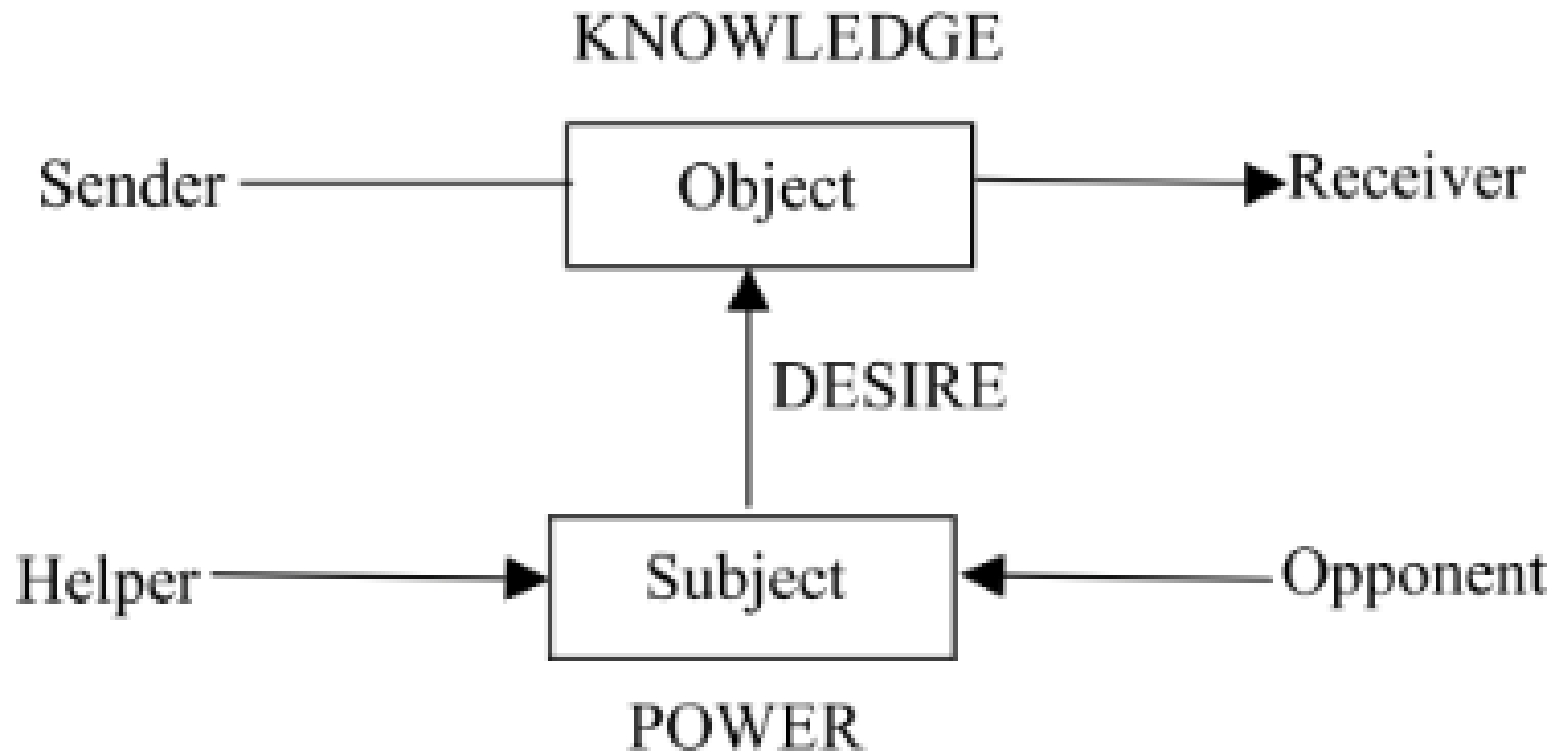 KNOWLEDGE
Sender Object Receiver
DESIRE
Helper Subject Opponent
POWER